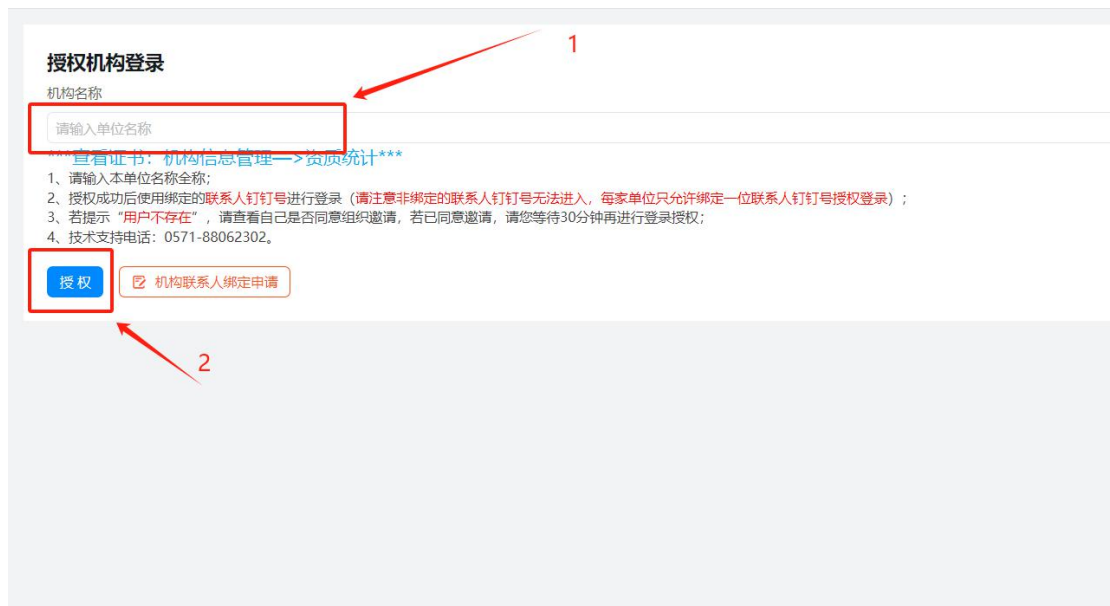 1
授权机构登录
机构名称
请输入单位名称
***查看证书：机构信息管理—>资质统计***
1、请输入本单位名称全称；
2、授权成功后使用绑定的联系人钉钉号进行登录（请注意非绑定的联系人钉钉号无法进入，每家单位只允许绑定一位联系人钉钉号授权登录）；
3、若提示“用户不存在”，请查看自己是否同意组织邀请，若已同意邀请，请您等待30分钟再进行登录授权；
4、技术支持电话：0571-88062302。
授 权 机构联系人绑定申请
2